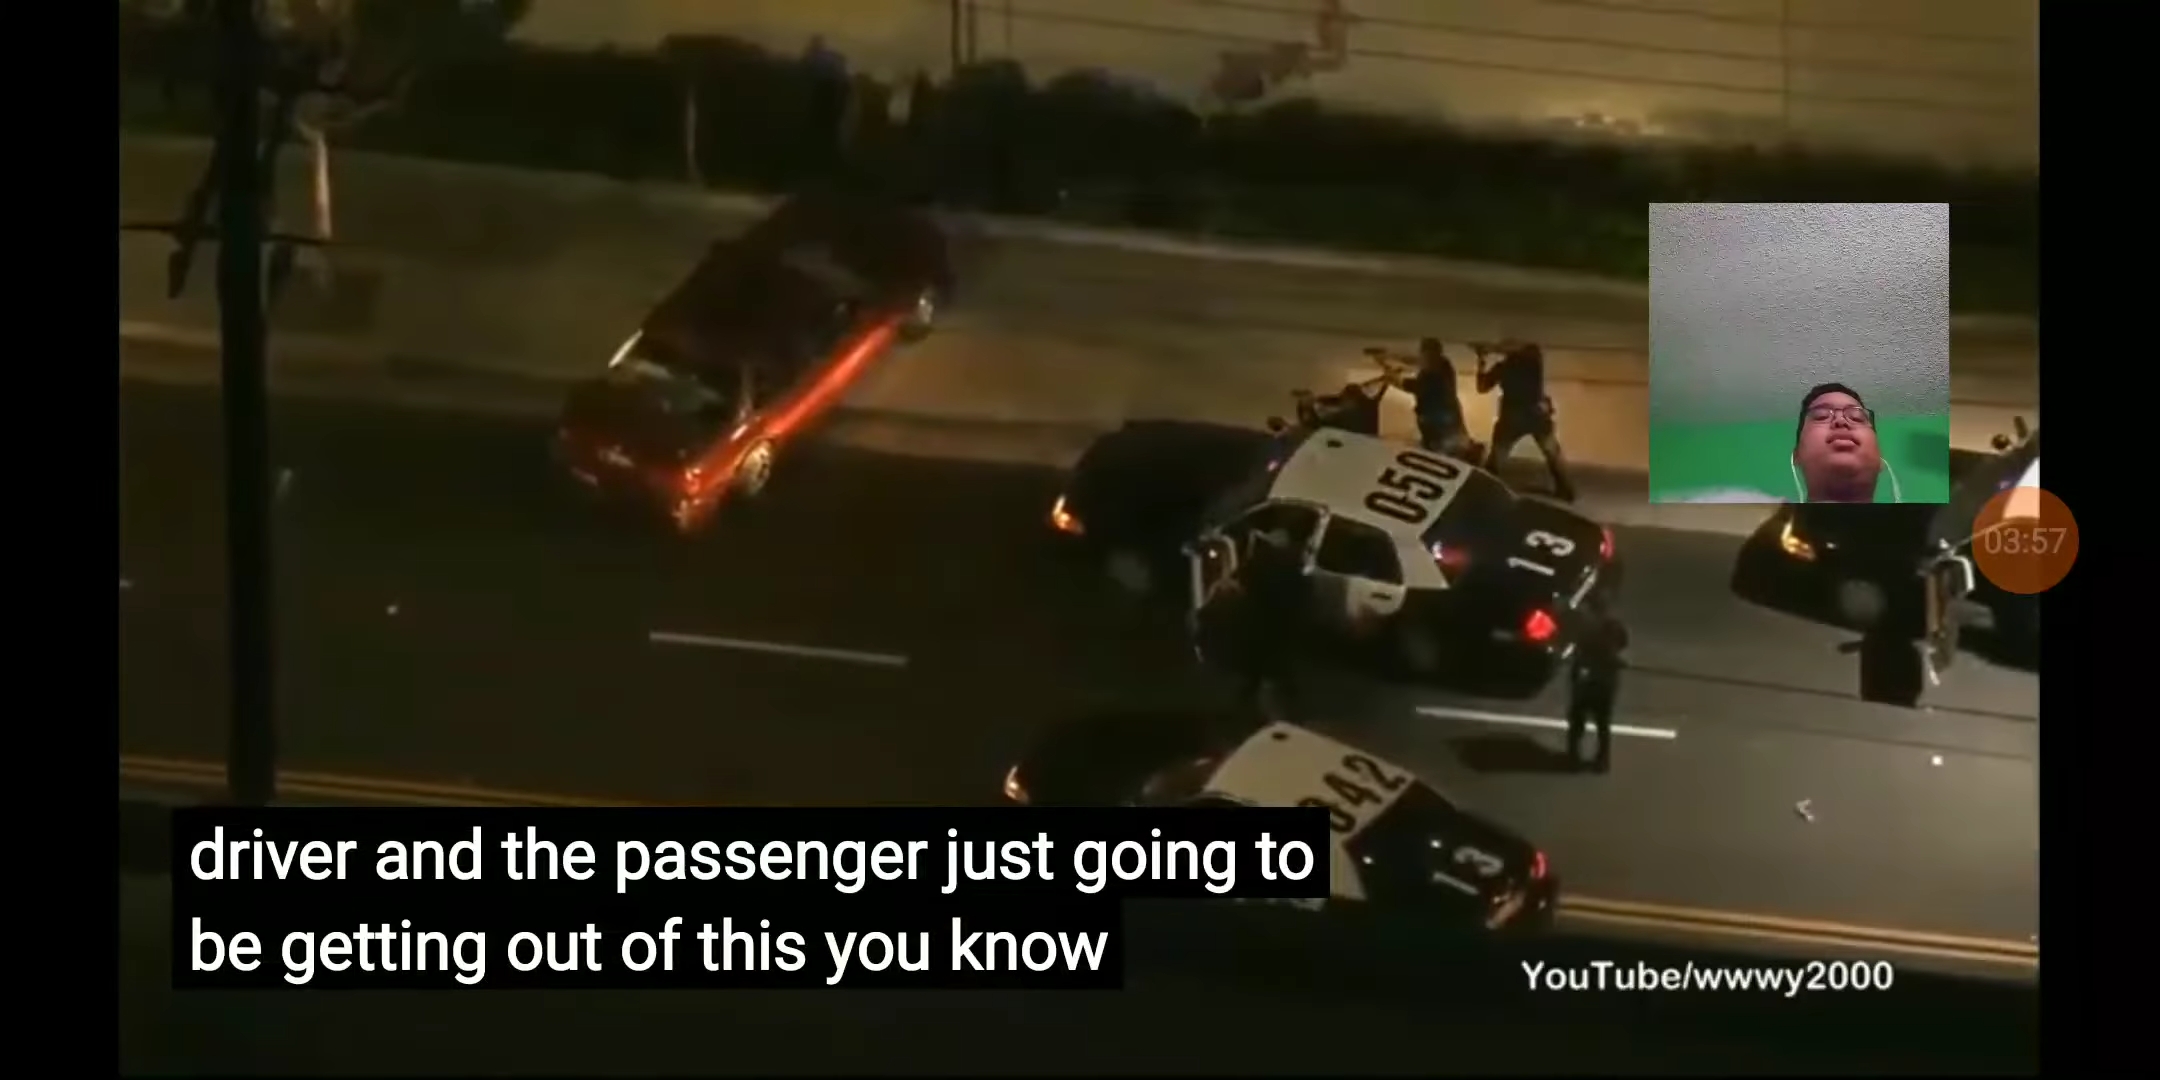 050
13
03:57
042
13
driver and the passenger just going to
be getting out of this you know
YouTube/wwwy2000